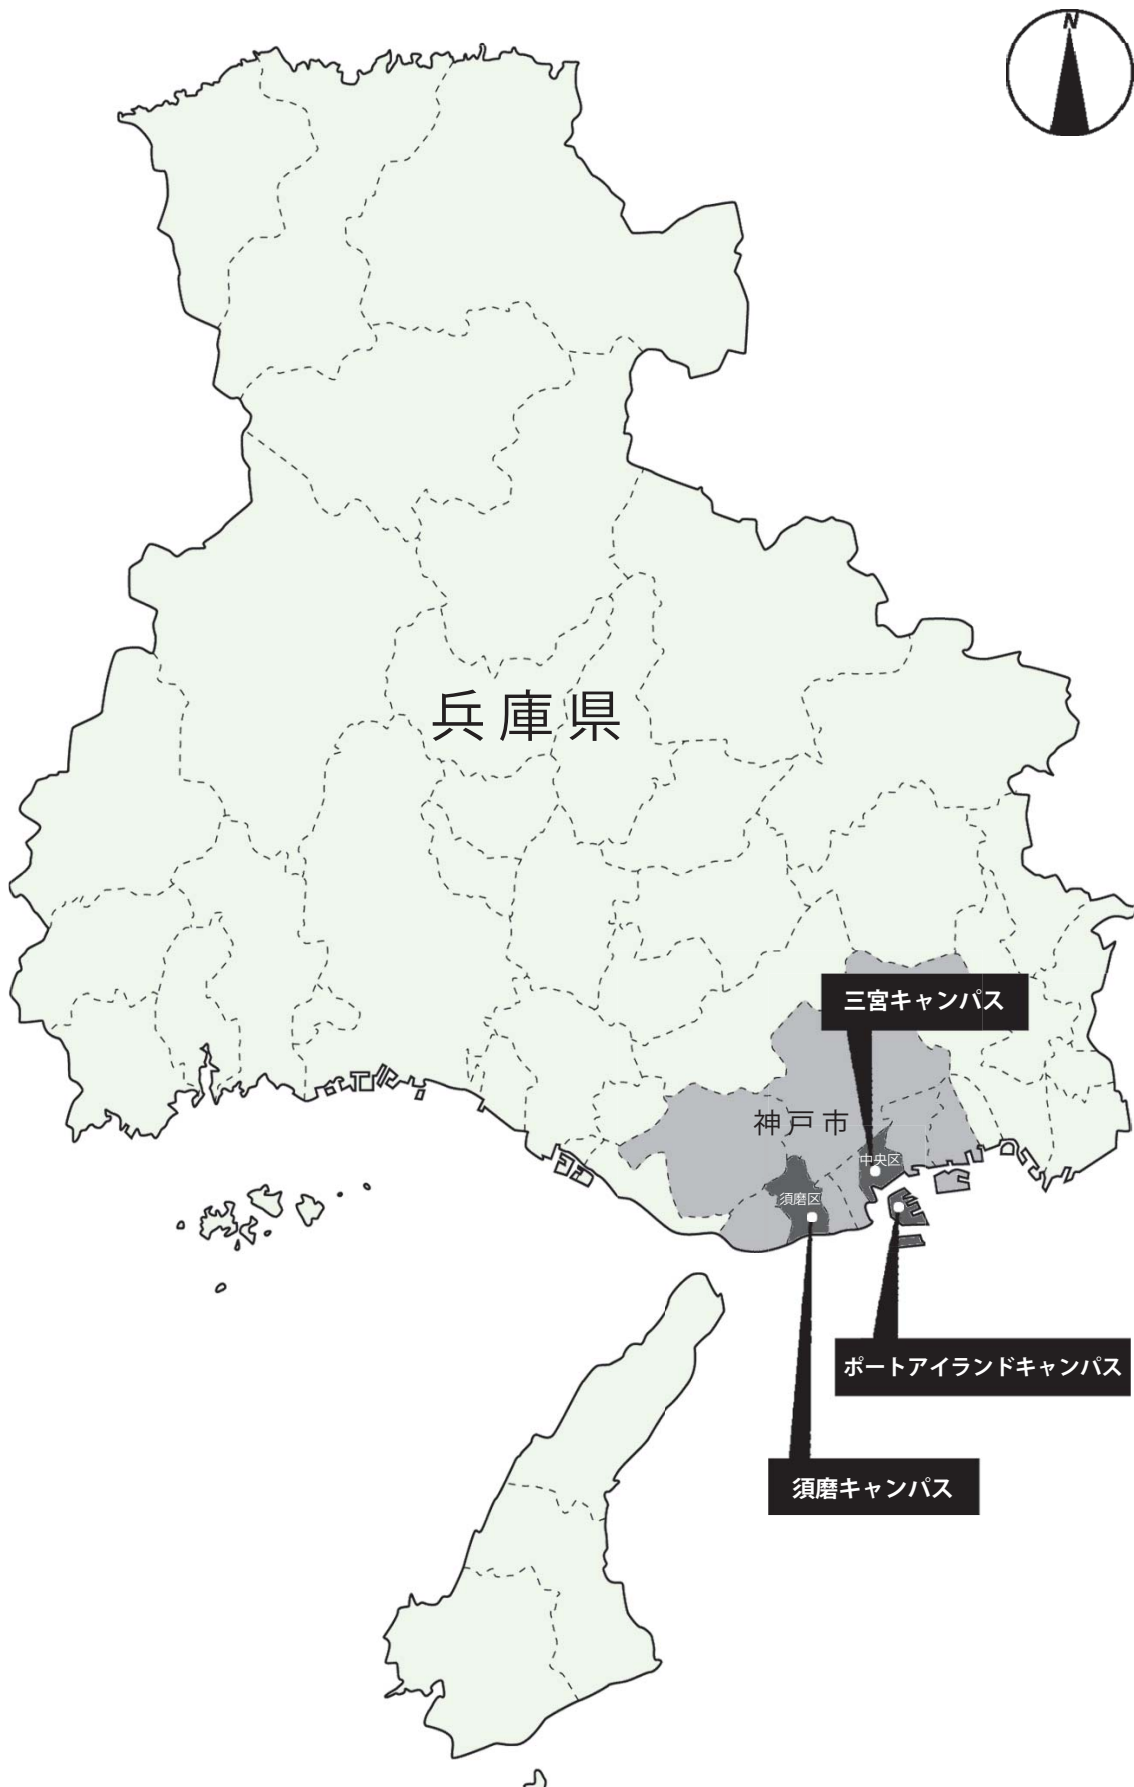 N
兵庫県
三宮キャンパス
神戸市
中央区
須磨区
ポートアイランドキャンパス
須磨キャンパス